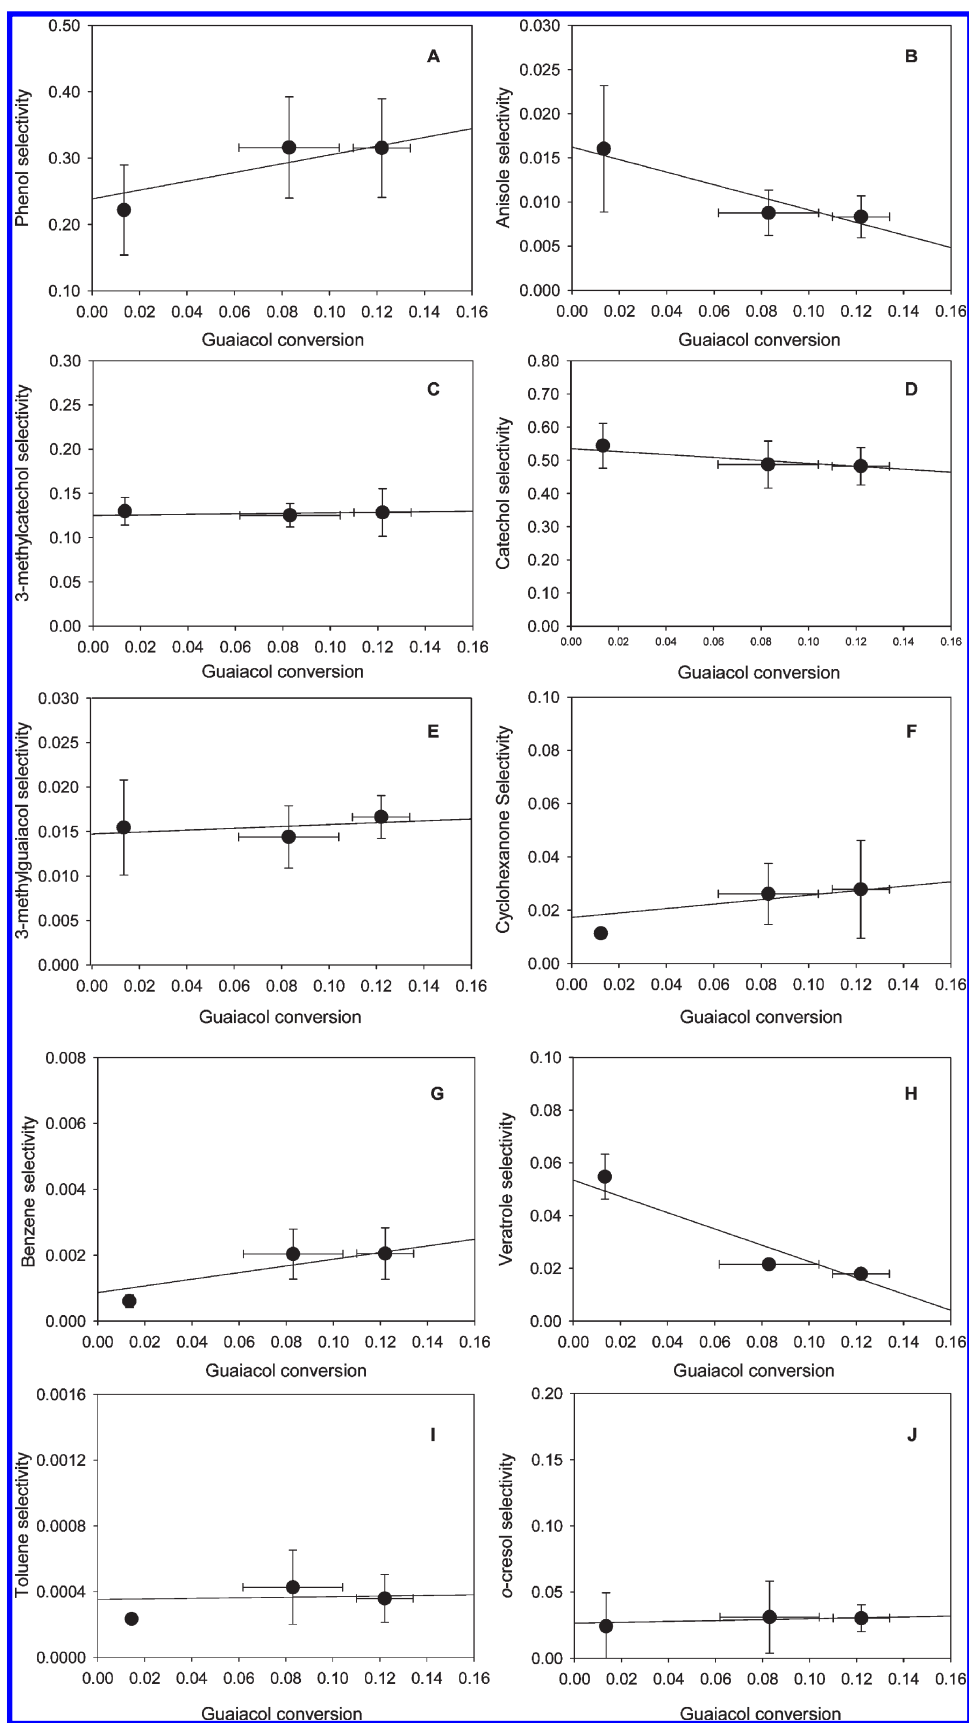 A
Phenol selectivity
0.50
0.40
0.30
0.20
0.10
0.00 0.02 0.04 0.06 0.08 0.10 0.12 0.14 0.16
Guaiacol conversion
B
Anisole selectivity
0.030
0.025
0.020
0.015
0.010
0.005
0.000
0.00 0.02 0.04 0.06 0.08 0.10 0.12 0.14 0.16
Guaiacol conversion
C
3-methylcatechol selectivity
0.30
0.25
0.20
0.15
0.10
0.05
0.00
0.00 0.02 0.04 0.06 0.08 0.10 0.12 0.14 0.16
Guaiacol conversion
D
Catechol selectivity
0.80
0.70
0.60
0.50
0.40
0.30
0.20
0.10
0.00
0.00 0.02 0.04 0.06 0.08 0.10 0.12 0.14 0.16
Guaiacol conversion
E
3-methylguaiacol selectivity
0.030
0.025
0.020
0.015
0.010
0.005
0.000
0.00 0.02 0.04 0.06 0.08 0.10 0.12 0.14 0.16
Guaiacol conversion
F
Cyclohexanone Selectivity
0.10
0.08
0.06
0.04
0.02
0.00
0.00 0.02 0.04 0.06 0.08 0.10 0.12 0.14 0.16
Guaiacol conversion
G
Benzene selectivity
0.008
0.006
0.004
0.002
0.000
0.00 0.02 0.04 0.06 0.08 0.10 0.12 0.14 0.16
Guaiacol conversion
H
Veratrole selectivity
0.10
0.08
0.06
0.04
0.02
0.00
0.00 0.02 0.04 0.06 0.08 0.10 0.12 0.14 0.16
Guaiacol conversion
I
Toluene selectivity
0.0016
0.0012
0.0008
0.0004
0.0000
0.00 0.02 0.04 0.06 0.08 0.10 0.12 0.14 0.16
Guaiacol conversion
J
o-cresol selectivity
0.20
0.15
0.10
0.05
0.00
0.00 0.02 0.04 0.06 0.08 0.10 0.12 0.14 0.16
Guaiacol conversion